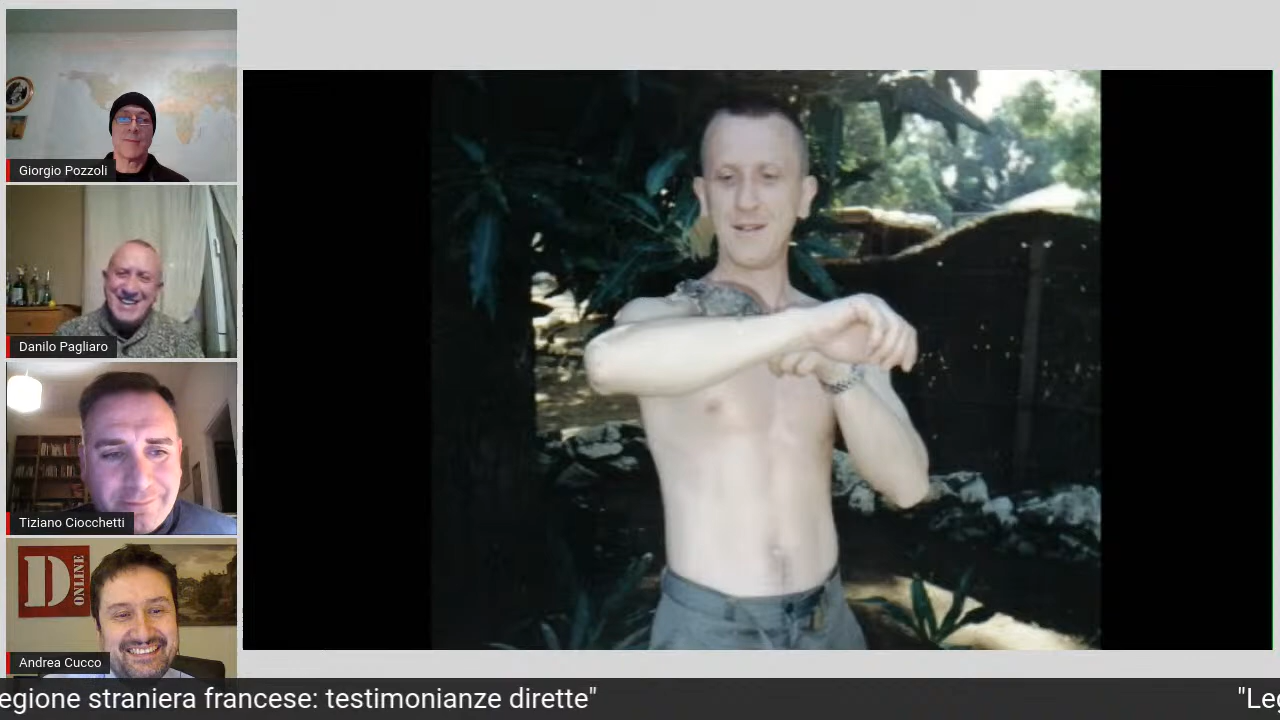 Giorgio Pozzoli
Danilo Pagliaro
Tiziano Ciocchetti
D ONLINE
Andrea Cucco
egione straniera francese: testimonianze dirette" "Leg